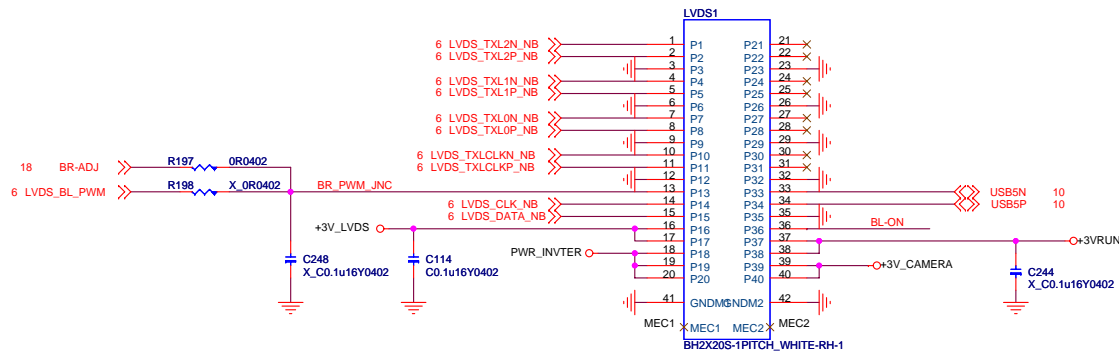 LVDS1
6 LVDS_TXL2N_NB 1 P1 P21 21
6 LVDS_TXL2P_NB 2 P2 P22 22
3 P3 P23 23
6 LVDS_TXL1N_NB 4 P4 P24 24
6 LVDS_TXL1P_NB 5 P5 P25 25
6 P6 P26 26
6 LVDS_TXL0N_NB 7 P7 P27 27
6 LVDS_TXL0P_NB 8 P8 P28 28
9 P9 P29 29
6 LVDS_TXLCLKN_NB 10 P10 P30 30
18 BR-ADJ R197 0R0402 6 LVDS_TXLCLKP_NB 11 P11 P31 31
12 P12 P32 32
6 LVDS_BL_PWM R198 X_0R0402 BR_PWM_JNC 13 P13 P33 33 USB5N 10
6 LVDS_CLK_NB 14 P14 P34 34 USB5P 10
6 LVDS_DATA_NB 15 P15 P35 35
+3V_LVDS 16 P16 P36 36 BL-ON
17 P17 P37 37 +3VRUN
PWR_INVTER 18 P18 P38 38
C248 C114 19 P19 P39 39 +3V_CAMERA
X_C0.1u16Y0402 C0.1u16Y0402 20 P20 P40 40
C244
X_C0.1u16Y0402
41 GNDM1 GNDM2 42
MEC1 MEC1 MEC2 MEC2
BH2X20S-1PITCH_WHITE-RH-1